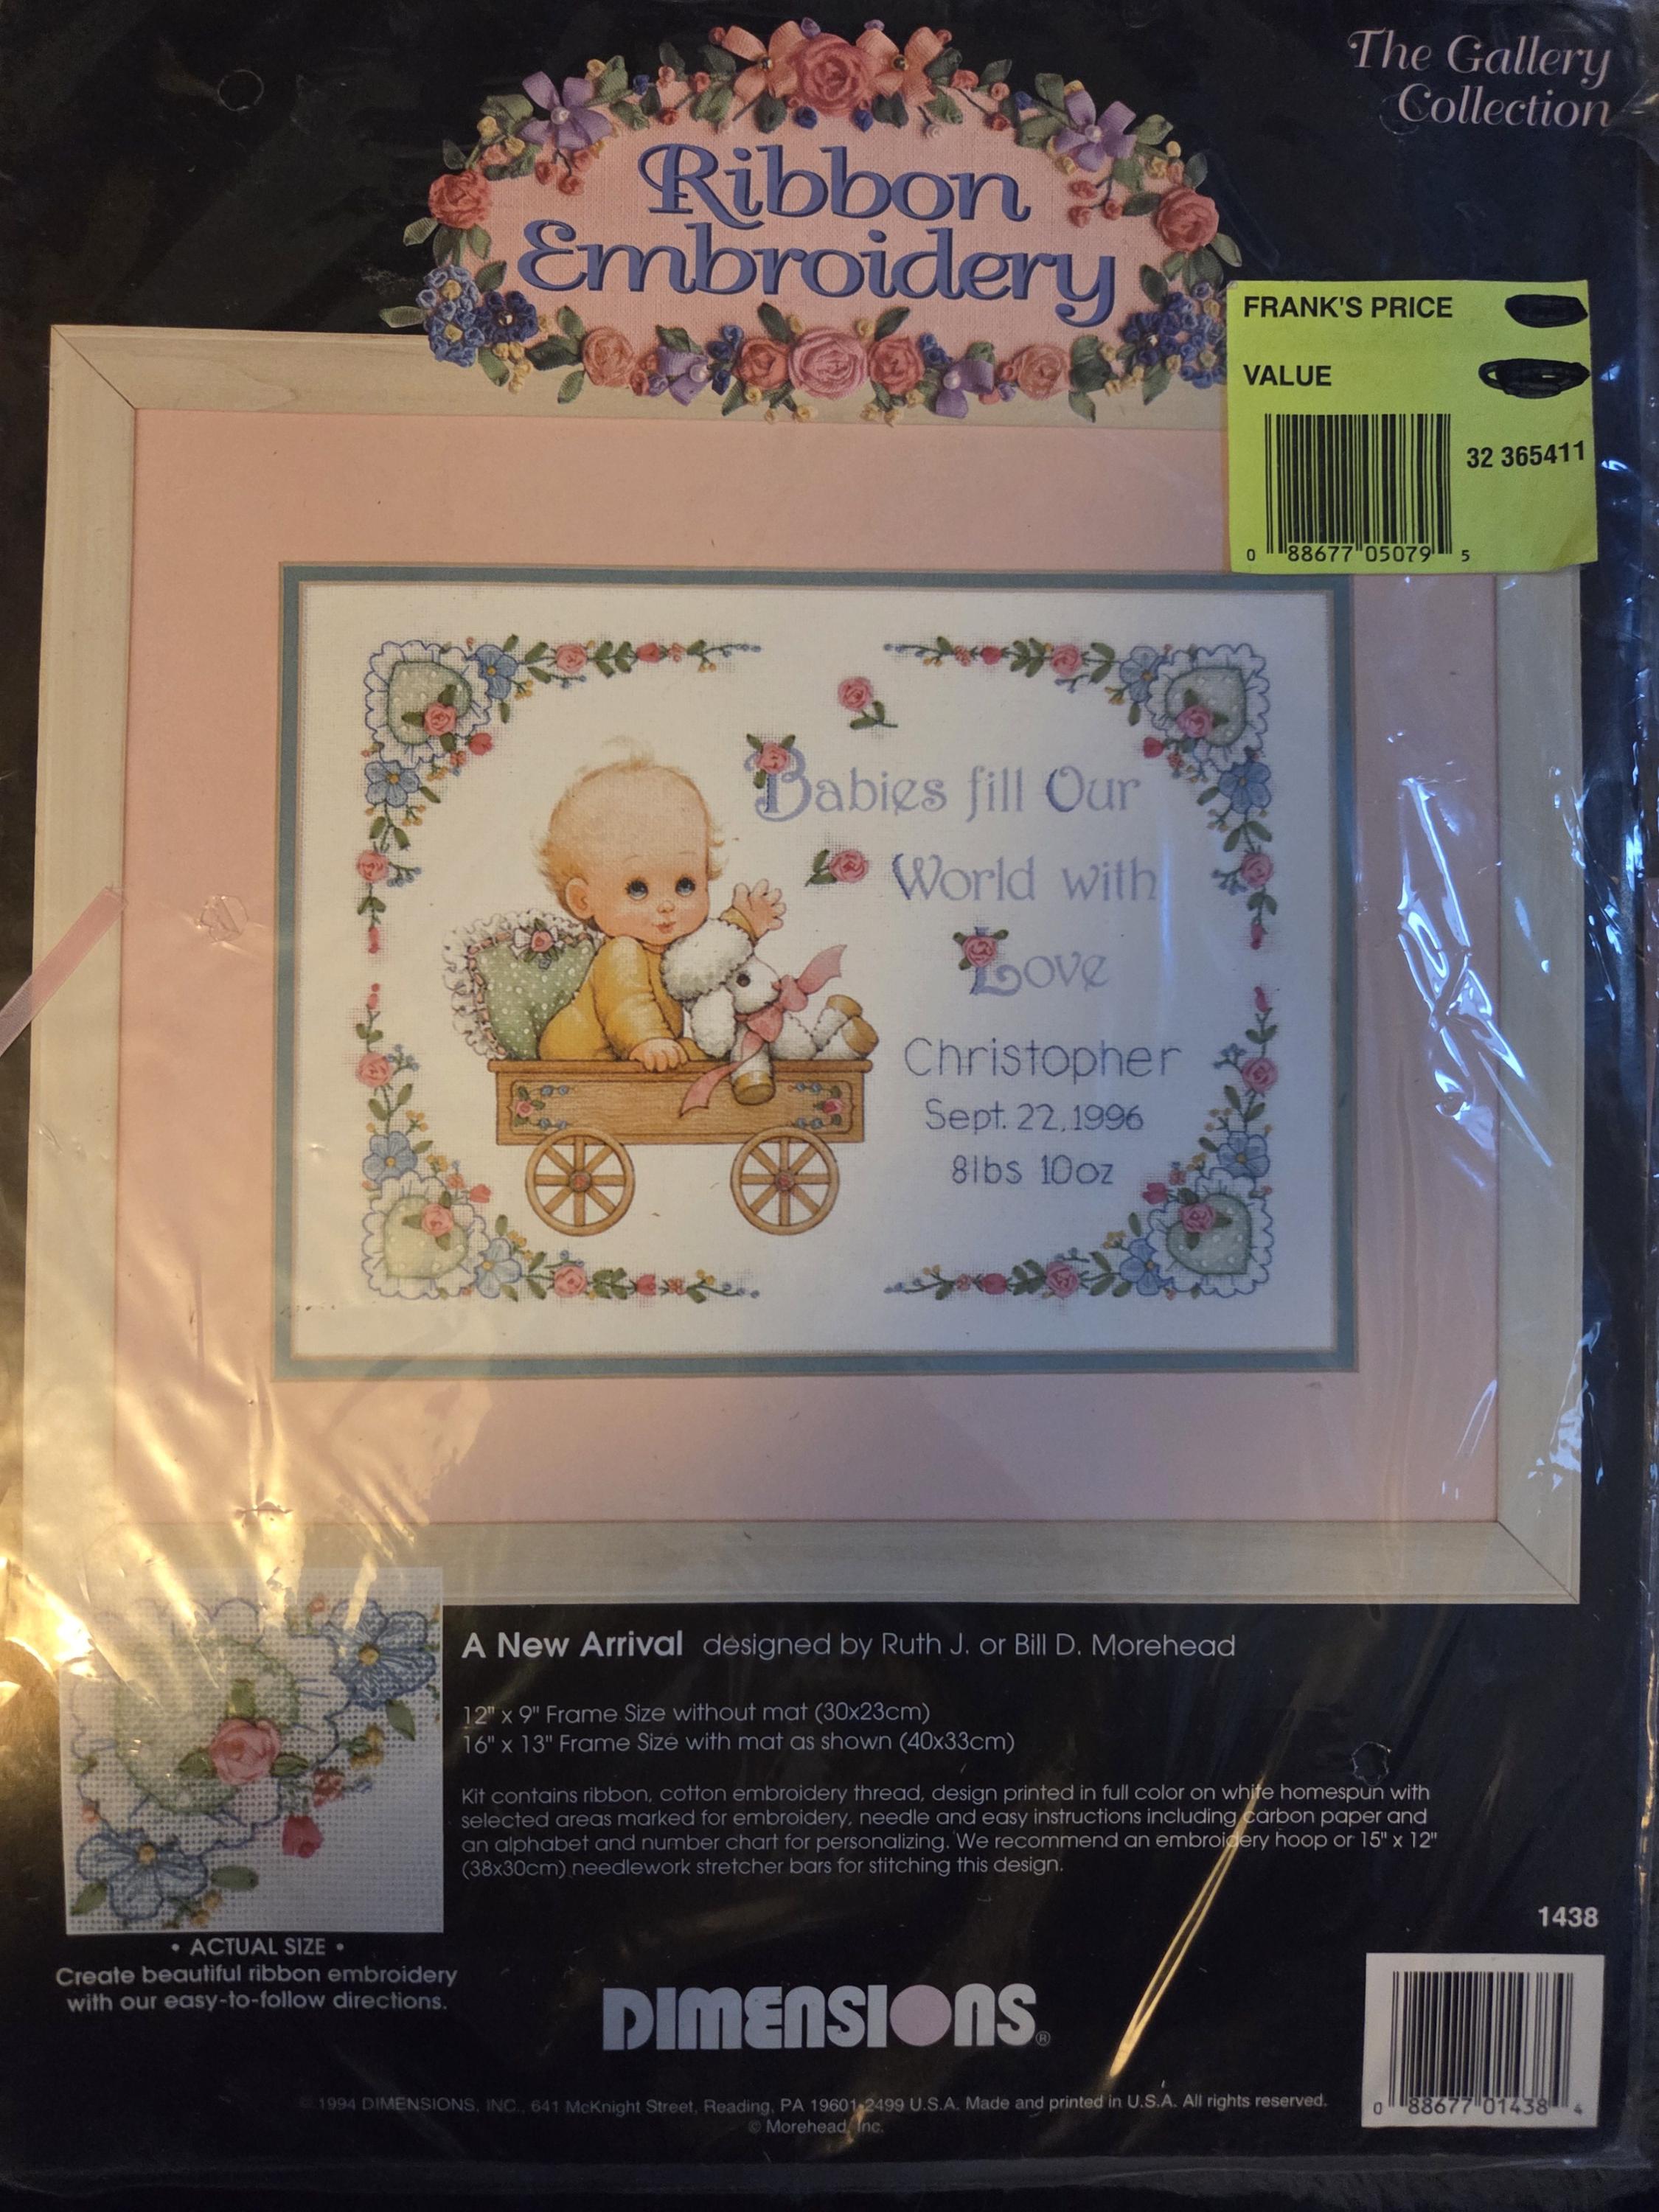 The Gallery
Collection
Ribbon
Embroidery
FRANK'S PRICE
VALUE
32 365411
0 88677 05079 5
Babies fill Our
World with
Love
Christopher
Sept. 22, 1996
8lbs 10oz
A New Arrival designed by Ruth J. or Bill D. Morehead
12" x 9" Frame Size without mat (30x23cm)
16" x 13" Frame Size with mat as shown (40x33cm)
Kit contains ribbon, cotton embroidery thread, design printed in full color on white homespun with
selected areas marked for embroidery, needle and easy instructions including carbon paper and
an alphabet and number chart for personalizing. We recommend an embroidery hoop or 15" x 12"
(38x30cm) needlework stretcher bars for stitching this design.
• ACTUAL SIZE •
Create beautiful ribbon embroidery
with our easy-to-follow directions.
1438
DIMENSIONS®
© 1994 DIMENSIONS, INC., 641 McKnight Street, Reading, PA 19601-2499 U.S.A. Made and printed in U.S.A. All rights reserved.
© Morehead, Inc.
0 88677 01438 4